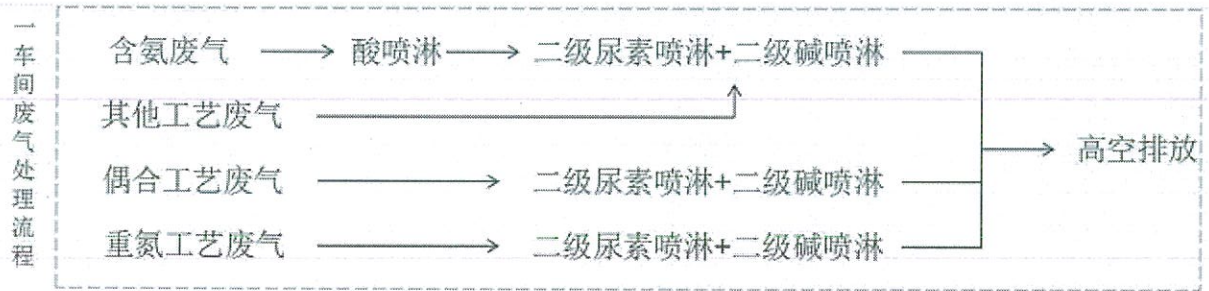 一车间废气处理流程
含氨废气 酸喷淋 二级尿素喷淋+二级碱喷淋
其他工艺废气
高空排放
偶合工艺废气 二级尿素喷淋+二级碱喷淋
重氮工艺废气 二级尿素喷淋+二级碱喷淋